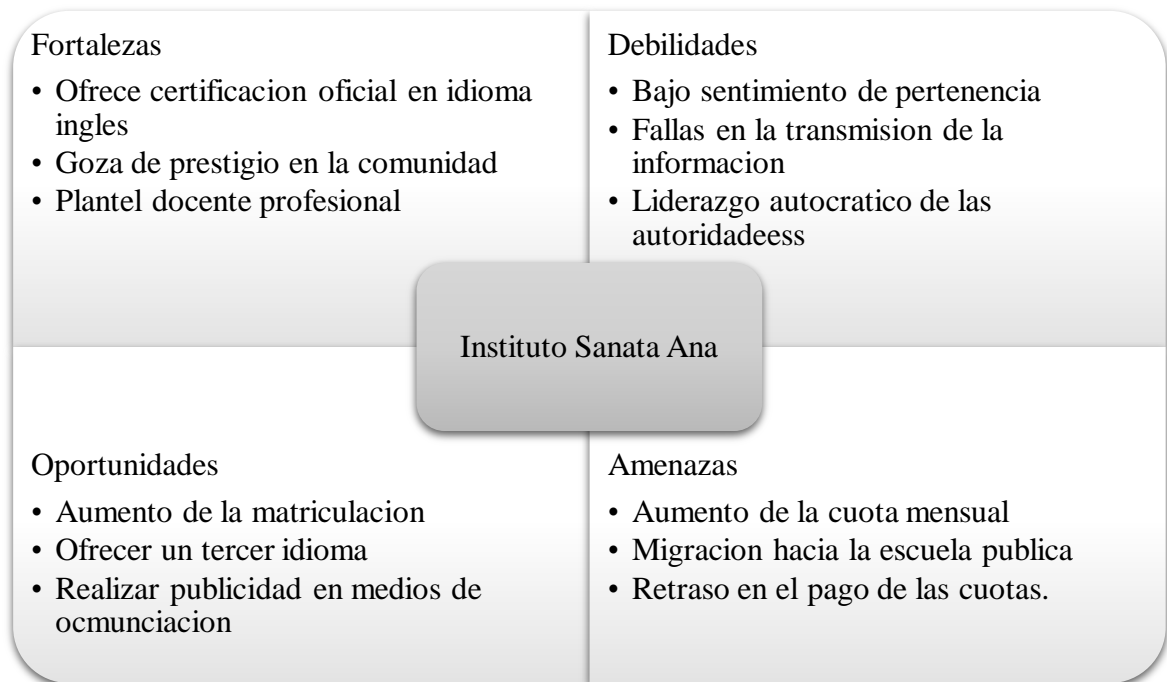 Fortalezas
• Ofrece certificacion oficial en idioma
ingles
• Goza de prestigio en la comunidad
• Plantel docente profesional
Debilidades
• Bajo sentimiento de pertenencia
• Fallas en la transmision de la
informacion
• Liderazgo autocratico de las
autoridadeess
Instituto Sanata Ana
Oportunidades
• Aumento de la matriculacion
• Ofrecer un tercer idioma
• Realizar publicidad en medios de
ocmunciacion
Amenazas
• Aumento de la cuota mensual
• Migracion hacia la escuela publica
• Retraso en el pago de las cuotas.